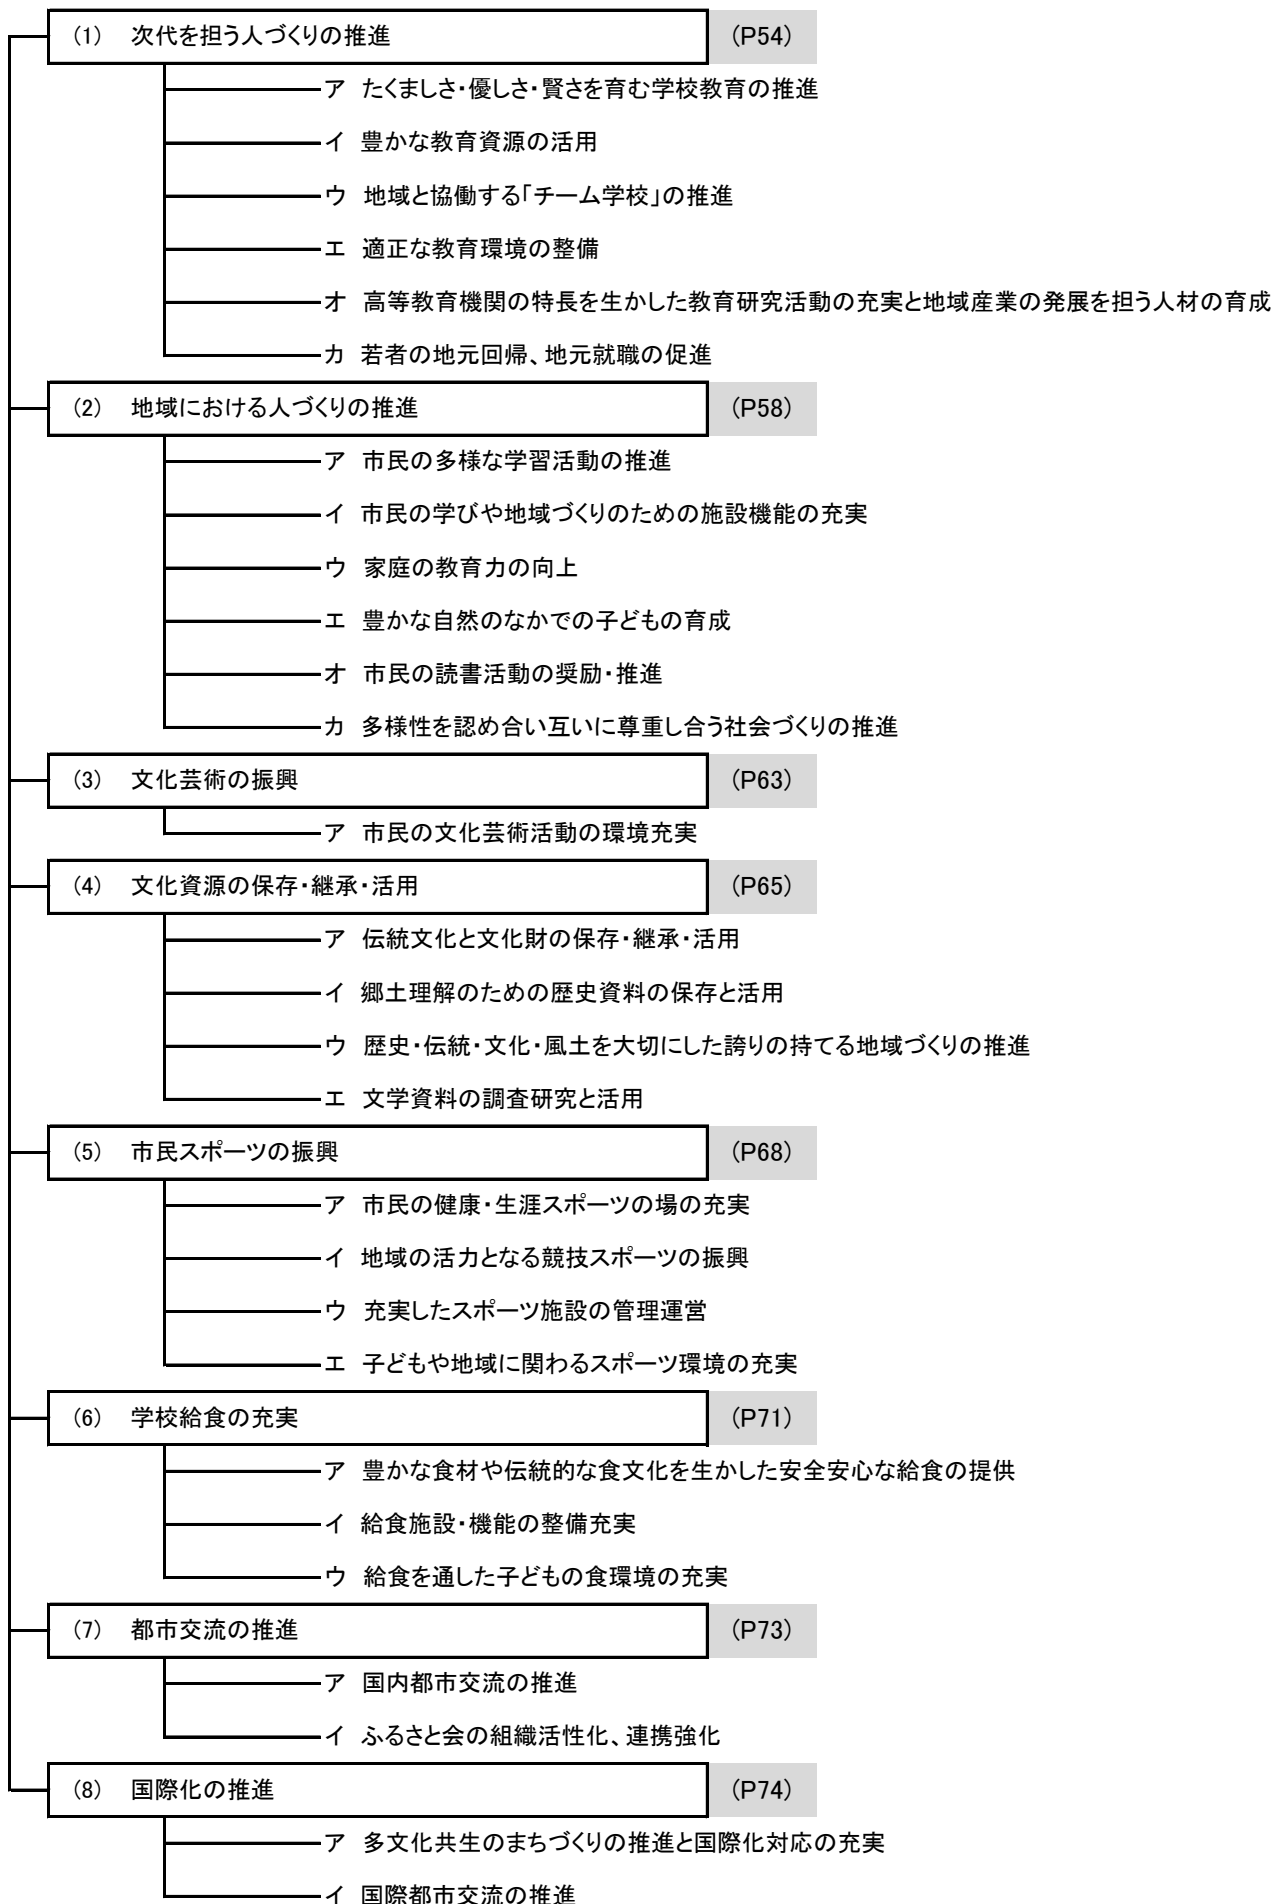 (1) 次代を担う人づくりの推進 (P54)
ア たくましさ・優しさ・賢さを育む学校教育の推進
イ 豊かな教育資源の活用
ウ 地域と協働する「チーム学校」の推進
エ 適正な教育環境の整備
オ 高等教育機関の特長を生かした教育研究活動の充実と地域産業の発展を担う人材の育成
カ 若者の地元回帰、地元就職の促進
(2) 地域における人づくりの推進 (P58)
ア 市民の多様な学習活動の推進
イ 市民の学びや地域づくりのための施設機能の充実
ウ 家庭の教育力の向上
エ 豊かな自然のなかでの子どもの育成
オ 市民の読書活動の奨励・推進
カ 多様性を認め合い互いに尊重し合う社会づくりの推進
(3) 文化芸術の振興 (P63)
ア 市民の文化芸術活動の環境充実
(4) 文化資源の保存・継承・活用 (P65)
ア 伝統文化と文化財の保存・継承・活用
イ 郷土理解のための歴史資料の保存と活用
ウ 歴史・伝統・文化・風土を大切にした誇りの持てる地域づくりの推進
エ 文学資料の調査研究と活用
(5) 市民スポーツの振興 (P68)
ア 市民の健康・生涯スポーツの場の充実
イ 地域の活力となる競技スポーツの振興
ウ 充実したスポーツ施設の管理運営
エ 子どもや地域に関わるスポーツ環境の充実
(6) 学校給食の充実 (P71)
ア 豊かな食材や伝統的な食文化を生かした安全安心な給食の提供
イ 給食施設・機能の整備充実
ウ 給食を通した子どもの食環境の充実
(7) 都市交流の推進 (P73)
ア 国内都市交流の推進
イ ふるさと会の組織活性化、連携強化
(8) 国際化の推進 (P74)
ア 多文化共生のまちづくりの推進と国際化対応の充実
イ 国際都市交流の推進